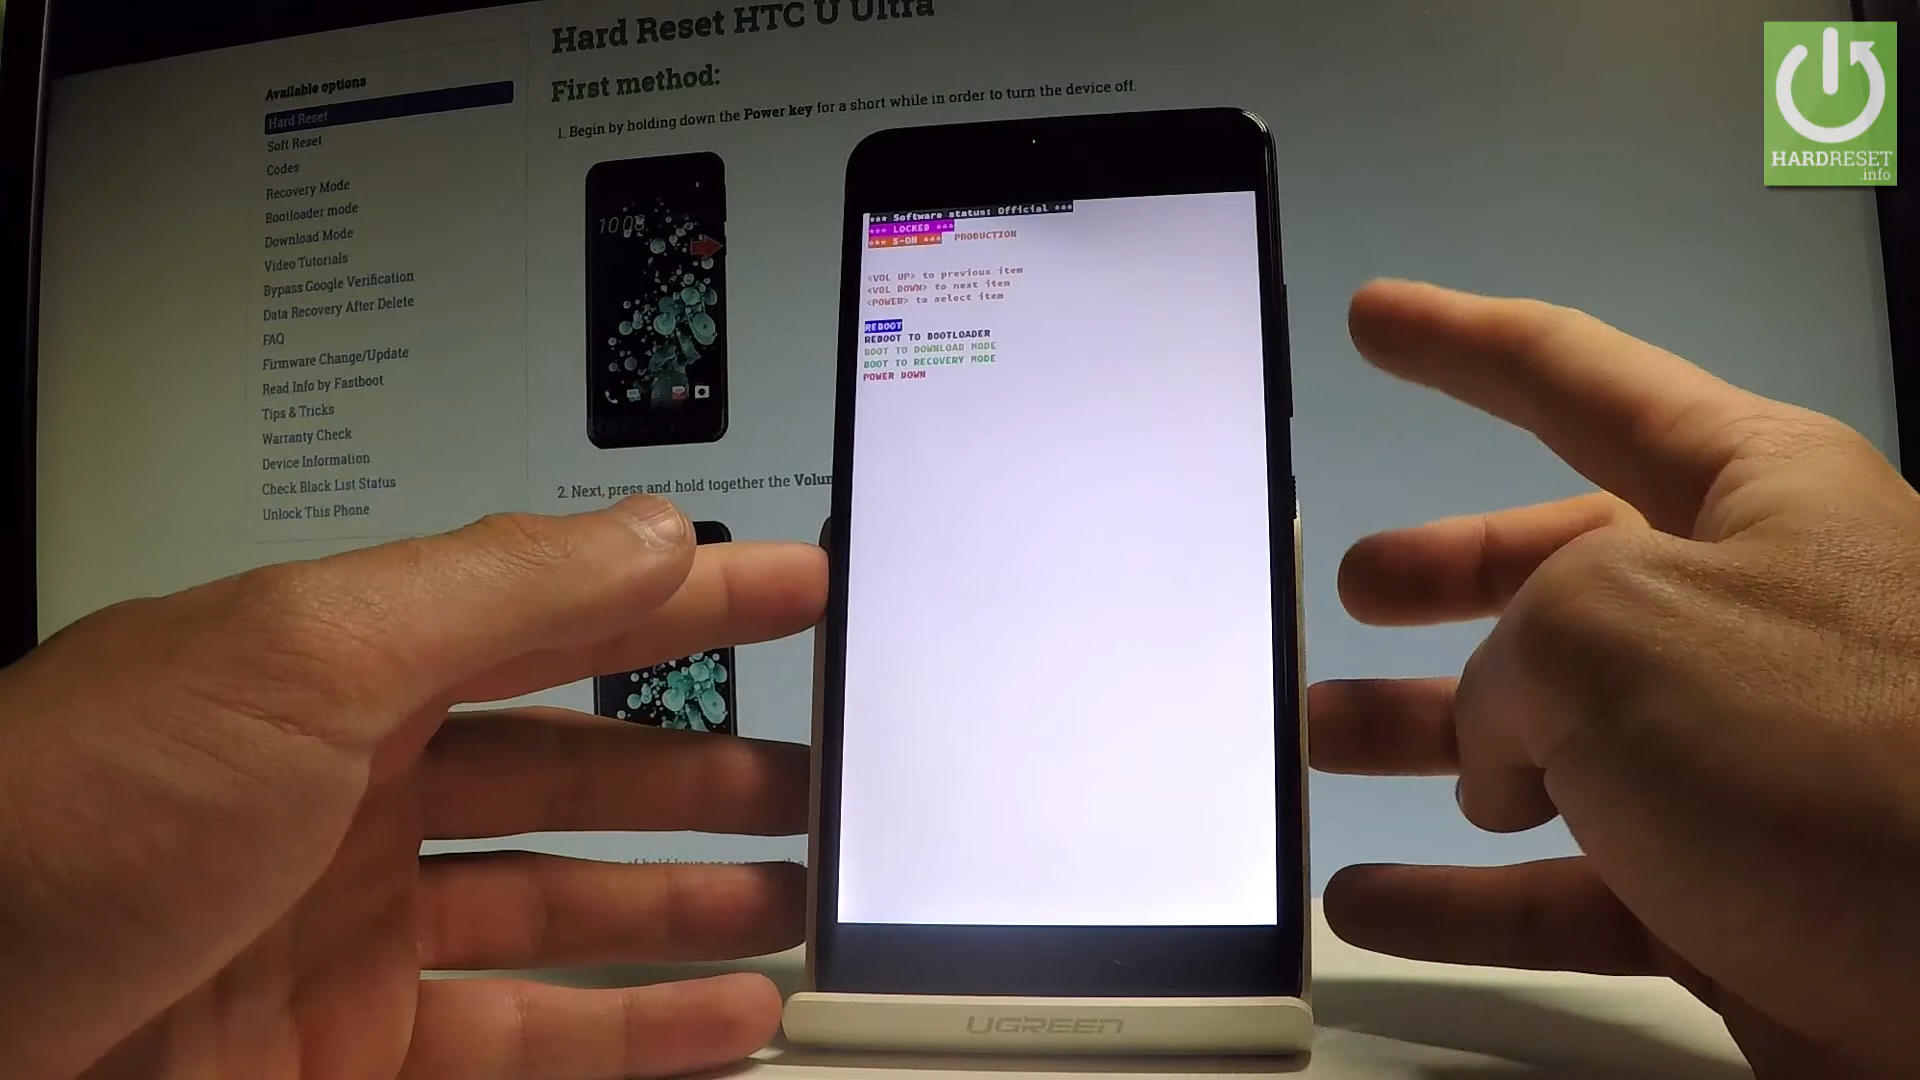 Hard Reset HTC U Ultra
First method:
1. Begin by holding down the Power key for a short while in order to turn the device off.
Available options
Hard Reset
Soft Reset
Codes
Recovery Mode
Bootloader mode
Download Mode
Video Tutorials
Bypass Google Verification
Data Recovery After Delete
FAQ
Firmware Change/Update
Read Info by Fastboot
Tips & Tricks
Warranty Check
Device Information
Check Black List Status
Unlock This Phone
10:08
2. Next, press and hold together the
*** Software status: Official ***
*** LOCKED ***
*** S-ON *** PRODUCTION
<VOL UP> to previous item
<VOL DOWN> to next item
<POWER> to select item
REBOOT
REBOOT TO BOOTLOADER
BOOT TO DOWNLOAD MODE
BOOT TO RECOVERY MODE
POWER DOWN
UGREEN
HARDRESET
.info